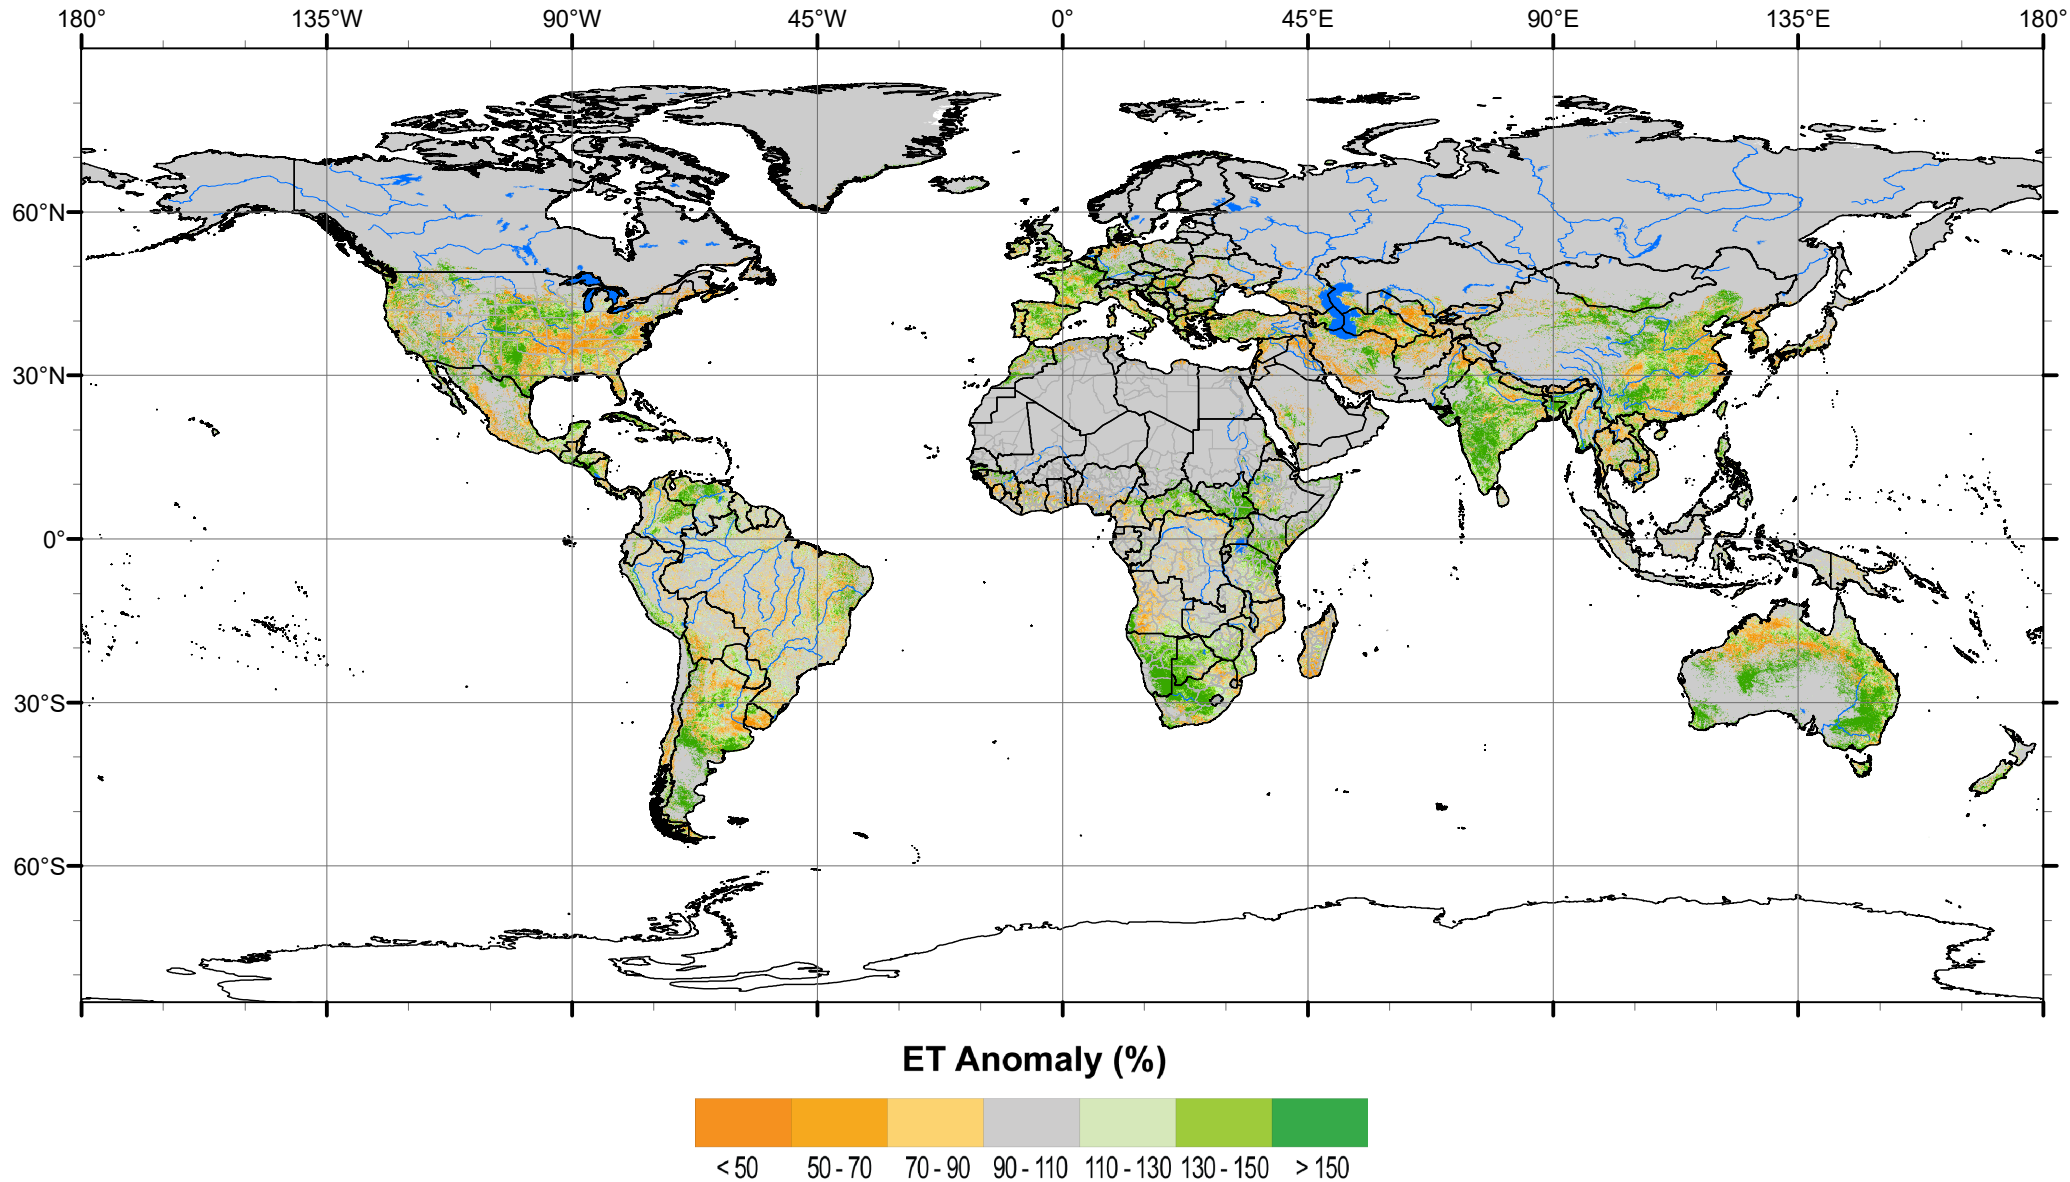 180° 135°W 90°W 45°W 0° 45°E 90°E 135°E 180°
60°N
30°N
0°
30°S
60°S
ET Anomaly (%)
< 50 50 - 70 70 - 90 90 - 110 110 - 130 130 - 150 > 150